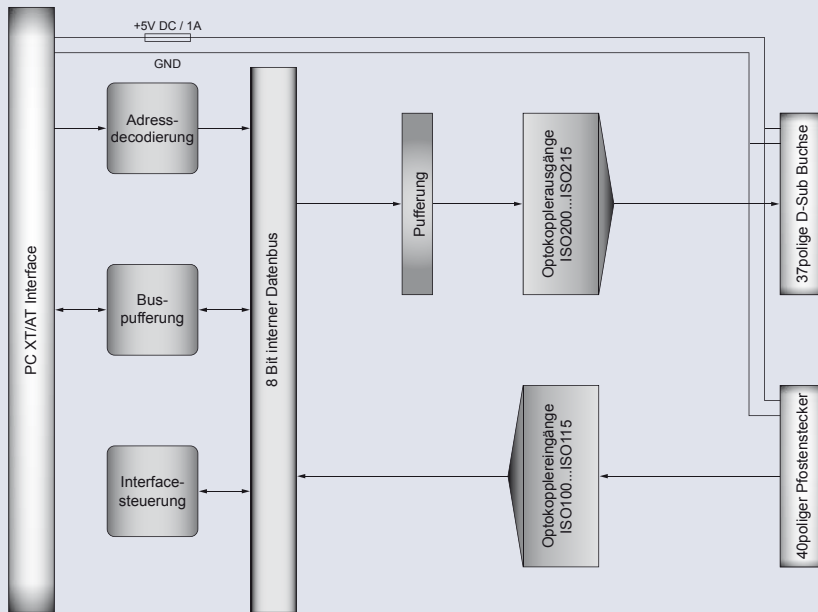 +5V DC / 1A
GND
PC XT/AT Interface
Adress-
decodierung
Bus-
pufferung
Interface-
steuerung
8 Bit interner Datenbus
Pufferung
Optokopplerausgänge
ISO200...ISO215
37polige D-Sub Buchse
Optokopplereingänge
ISO100...ISO115
40poliger Pfostenstecker